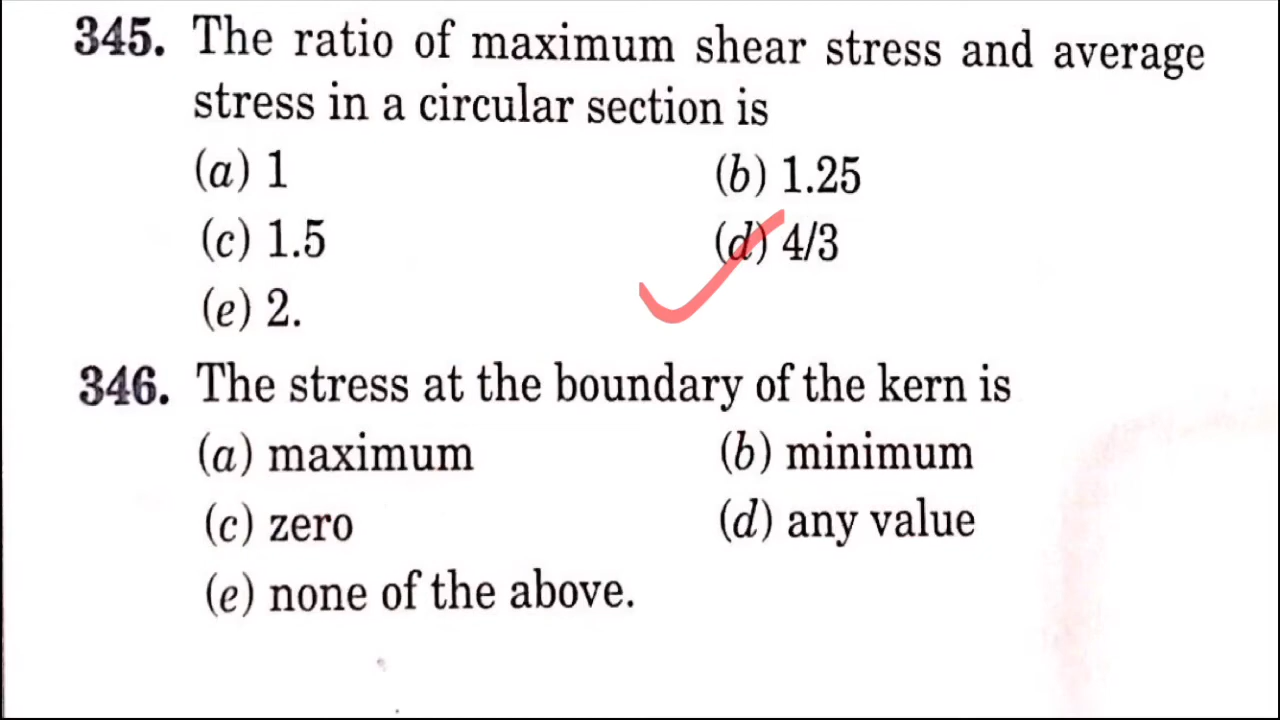 345. The ratio of maximum shear stress and average
stress in a circular section is
(a) 1 (b) 1.25
(c) 1.5 (d) 4/3
(e) 2.
346. The stress at the boundary of the kern is
(a) maximum (b) minimum
(c) zero (d) any value
(e) none of the above.